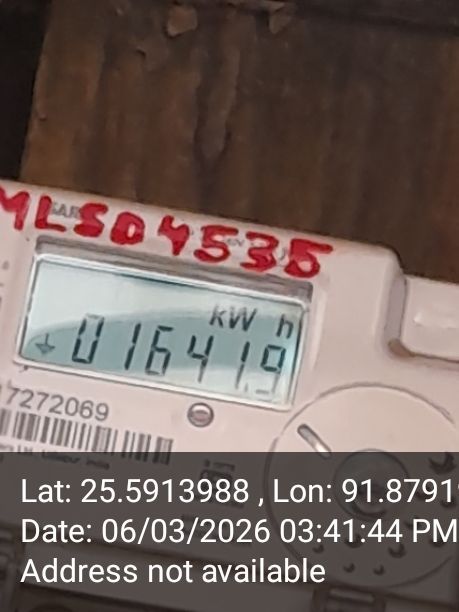 MLSD4535
kWh
01641.9
7272069
Lat: 25.5913988 , Lon: 91.8791
Date: 06/03/2026 03:41:44 PM
Address not available